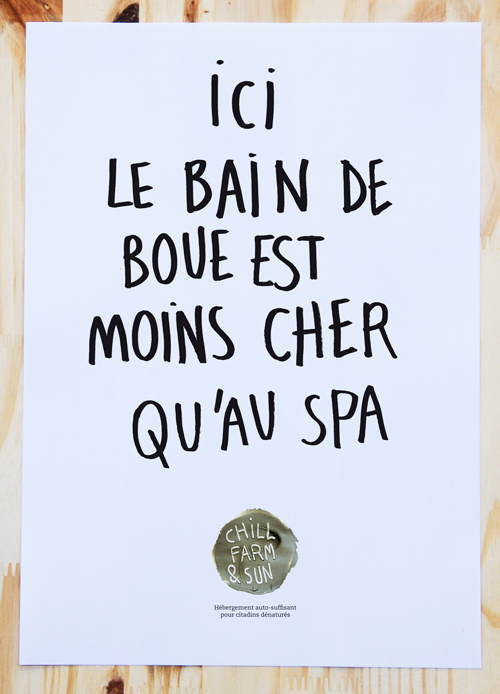 ici
LE BAiN DE
BOUE EST
MOiNS CHER
QU'AU SPA
CHiLL
FARM
& SUN
Hébergement auto-suffisant
pour citadins dénaturés